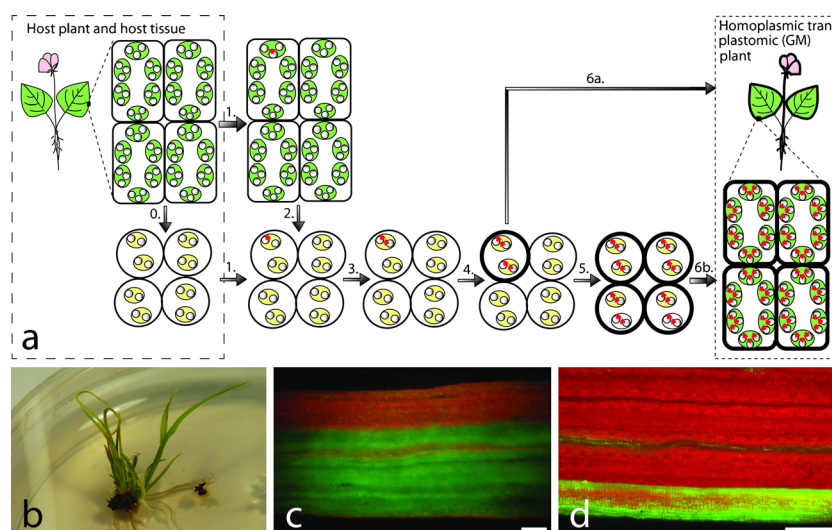 Host plant and host tissue
Homoplasmic tran
plastomic (GM)
plant
6a.
1.
0.
2.
1.
3.
4.
5.
6b.
a
b
c
d